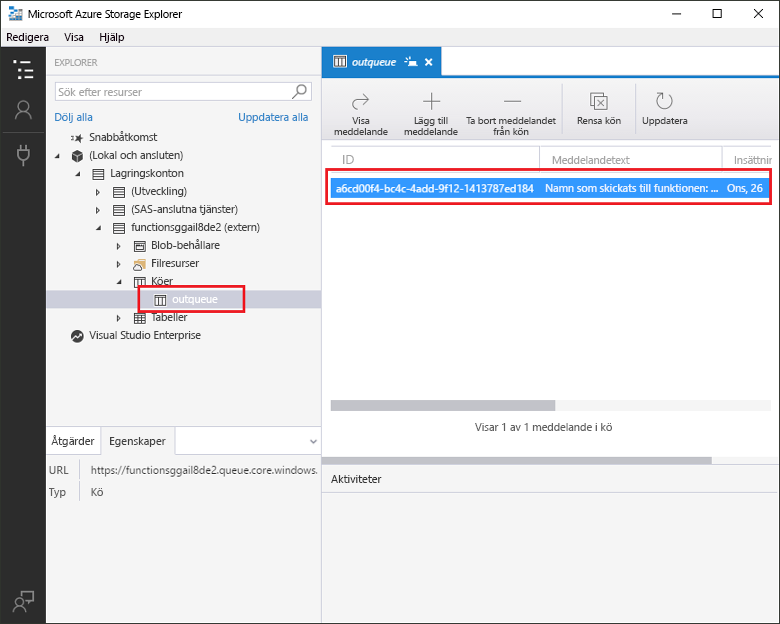 Microsoft Azure Storage Explorer
Redigera Visa Hjälp
EXPLORER
Sök efter resurser
Dölj alla Uppdatera alla
Snabbåtkomst
(Lokal och ansluten)
Lagringskonton
(Utveckling)
(SAS-anslutna tjänster)
functionsggail8de2 (extern)
Blob-behållare
Filresurser
Köer
outqueue
Tabeller
Visual Studio Enterprise
Åtgärder Egenskaper
URL https://functionsggail8de2.queue.core.windows.
Typ Kö
outqueue
Visa meddelande
Lägg till meddelande
Ta bort meddelandet från kön
Rensa kön
Uppdatera
ID Meddelandetext Insättnir
a6cd00f4-bc4c-4add-9f12-1413787ed184 Namn som skickats till funktionen: ... Ons, 26
Visar 1 av 1 meddelande i kö
Aktiviteter